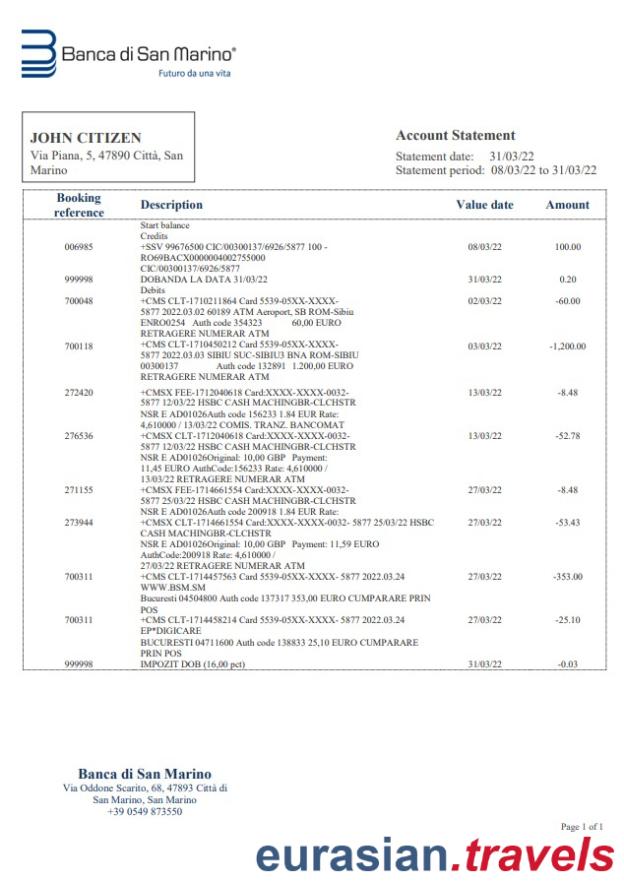 Banca di San Marino®
Futuro da una vita
JOHN CITIZEN
Via Piana, 5, 47890 Città, San
Marino
Account Statement
Statement date: 31/03/22
Statement period: 08/03/22 to 31/03/22
Booking reference Description Value date Amount
Start balance
Credits
006985 +SSV 99676500 CIC/00300137/6926/5877 100 - 08/03/22 100.00
RO69BACX0000004002755000
CIC/00300137/6926/5877
999998 DOBANDA LA DATA 31/03/22 31/03/22 0.20
Debits
700048 +CMS CLT-1710211864 Card 5539-05XX-XXXX- 02/03/22 -60.00
5877 2022.03.02 60189 ATM Aeroport, SB ROM-Sibiu
ENRO0254 Auth code 354323 60,00 EURO
RETRAGERE NUMERAR ATM
700118 +CMS CLT-1710450212 Card 5539-05XX-XXXX- 03/03/22 -1,200.00
5877 2022.03.03 SIBIU SUC-SIBIU3 BNA ROM-SIBIU
00300137 Auth code 132891 1.200,00 EURO
RETRAGERE NUMERAR ATM
272420 +CMSX FEE-1712040618 Card:XXXX-XXXX-0032- 13/03/22 -8.48
5877 12/03/22 HSBC CASH MACHINGBR-CLCHSTR
NSR E AD01026Auth code 156233 1.84 EUR Rate:
4,610000 / 13/03/22 COMIS. TRANZ. BANCOMAT
276536 +CMSX CLT-1712040618 Card:XXXX-XXXX-0032- 13/03/22 -52.78
5877 12/03/22 HSBC CASH MACHINGBR-CLCHSTR
NSR E AD01026Original: 10,00 GBP Payment:
11,45 EURO AuthCode:156233 Rate: 4,610000 /
13/03/22 RETRAGERE NUMERAR ATM
271155 +CMSX FEE-1714661554 Card:XXXX-XXXX-0032- 27/03/22 -8.48
5877 25/03/22 HSBC CASH MACHINGBR-CLCHSTR
NSR E AD01026Auth code 200918 1.84 EUR Rate:
273944 +CMSX CLT-1714661554 Card:XXXX-XXXX-0032- 5877 25/03/22 HSBC 27/03/22 -53.43
CASH MACHINGBR-CLCHSTR
NSR E AD01026Original: 10,00 GBP Payment: 11,59 EURO
AuthCode:200918 Rate: 4,610000 /
27/03/22 RETRAGERE NUMERAR ATM
700311 +CMS CLT-1714457563 Card 5539-05XX-XXXX- 5877 2022.03.24 27/03/22 -353.00
WWW.BSM.SM
Bucuresti 04504800 Auth code 137317 353,00 EURO CUMPARARE PRIN
POS
700311 +CMS CLT-1714458214 Card 5539-05XX-XXXX- 5877 2022.03.24 27/03/22 -25.10
EP*DIGICARE
BUCURESTI 04711600 Auth code 138833 25,10 EURO CUMPARARE
PRIN POS
999998 IMPOZIT DOB (16,00 pct) 31/03/22 -0.03
Banca di San Marino
Via Oddone Scarito, 68, 47893 Città di
San Marino, San Marino
+39 0549 873550
Page 1 of 1
eurasian.travels